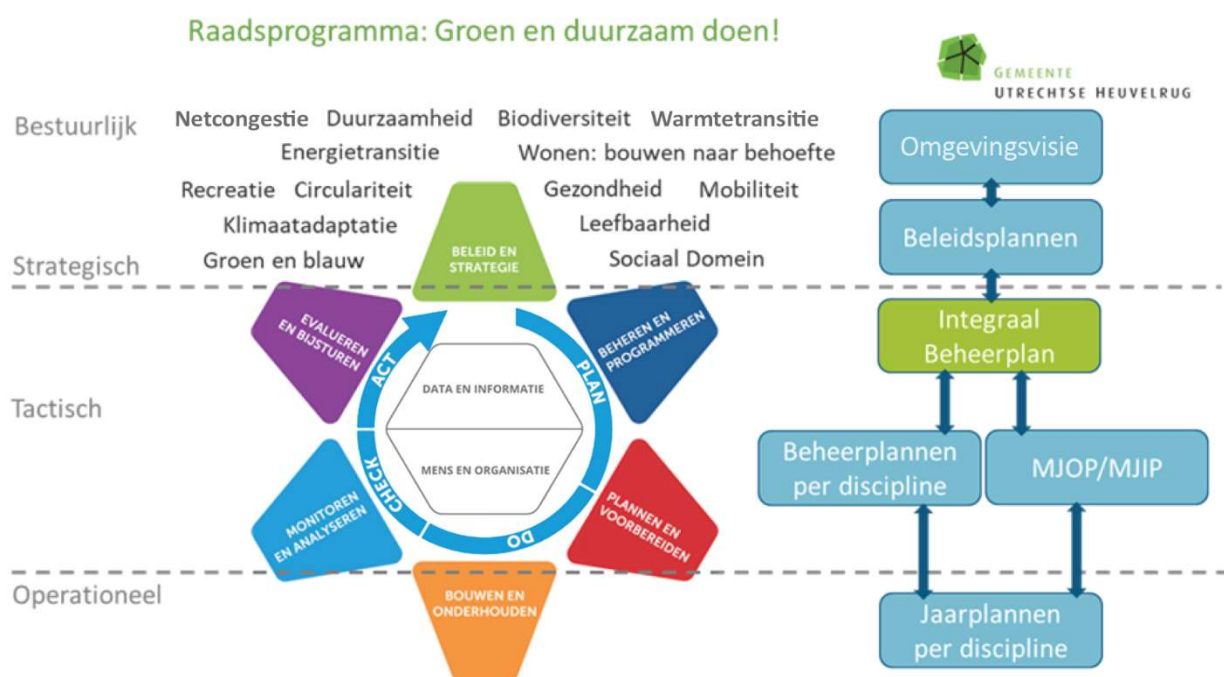 Raadsprogramma: Groen en duurzaam doen!
GEMEENTE
UTRECHTSE HEUVELRUG
Bestuurlijk
Netcongestie Duurzaamheid Biodiversiteit Warmtetransitie
Energietransitie Wonen: bouwen naar behoefte
Recreatie Circulariteit Gezondheid Mobiliteit
Klimaatadaptatie Leefbaarheid
Groen en blauw Sociaal Domein
Strategisch
BELEID EN
STRATEGIE
EVALUEREN
EN BIJSTUREN
BEHEREN EN
PROGRAMMEREN
ACT
PLAN
DATA EN INFORMATIE
Tactisch
MENS EN ORGANISATIE
CHECK
DO
MONITOREN
EN ANALYSEREN
PLANNEN EN
VOORBEREIDEN
Operationeel
BOUWEN EN
ONDERHOUDEN
Omgevingsvisie
Beleidsplannen
Integraal
Beheerplan
Beheerplannen
per discipline
MJOP/MJIP
Jaarplannen
per discipline